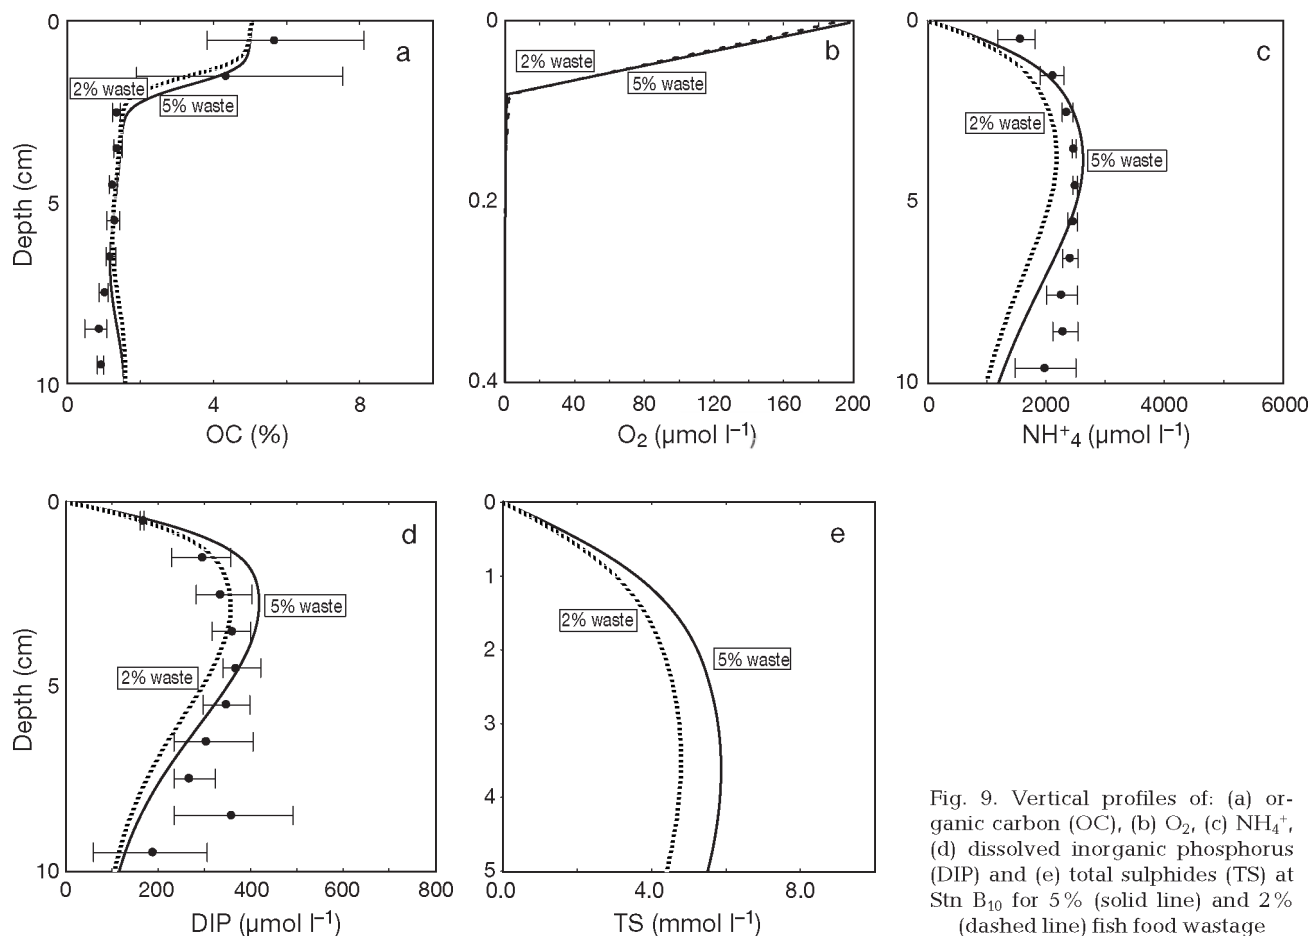 0
a
2% waste
5% waste
5
10
0
4
8
Depth (cm)
OC (%)
0
b
2% waste
5% waste
0.2
0.4
0
40
80
120
160
200
O₂ (μmol l⁻¹)
0
c
2% waste
5% waste
5
10
0
2000
4000
6000
NH⁺₄ (μmol l⁻¹)
0
d
5% waste
2% waste
5
10
0
200
400
600
800
Depth (cm)
DIP (μmol l⁻¹)
0
e
1
2% waste
2
5% waste
3
4
5
0.0
4.0
8.0
TS (mmol l⁻¹)
Fig. 9. Vertical profiles of: (a) or-
ganic carbon (OC), (b) O₂, (c) NH₄⁺,
(d) dissolved inorganic phosphorus
(DIP) and (e) total sulphides (TS) at
Stn B₁₀ for 5% (solid line) and 2%
(dashed line) fish food wastage